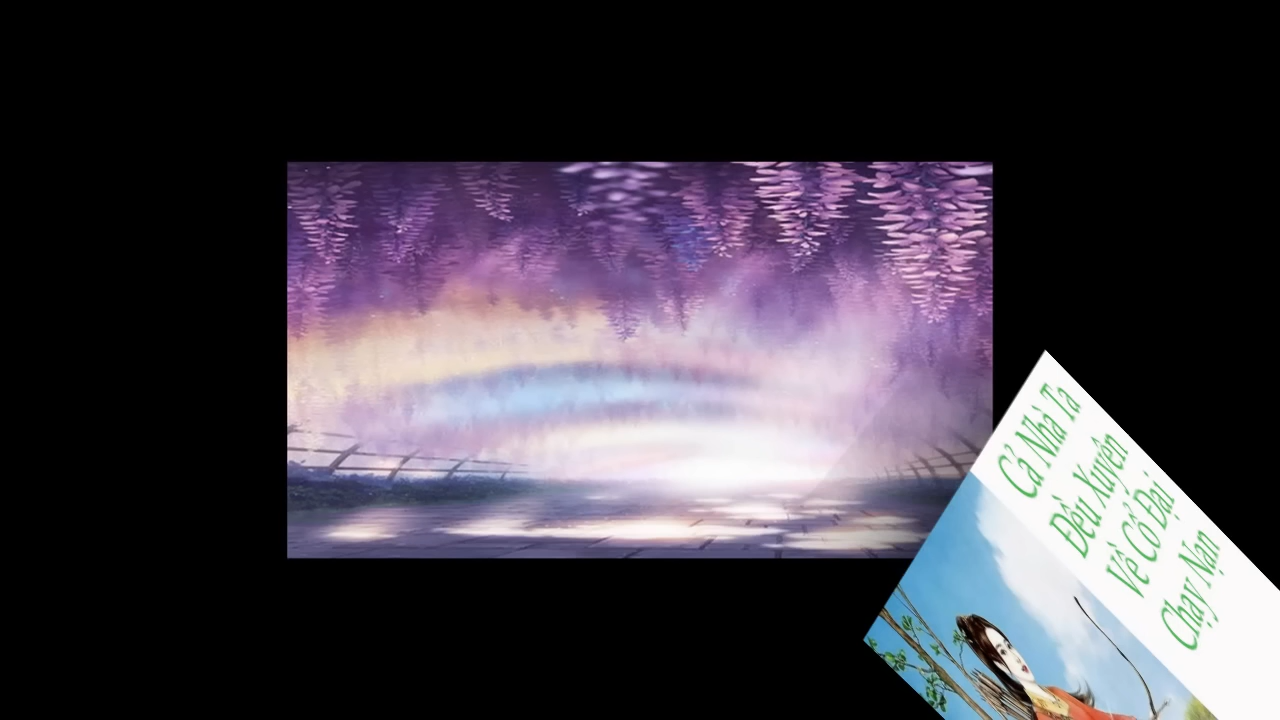 Cả Nhà Ta
Đều Xuyên
Về Cổ Đại
Chạy Nạn